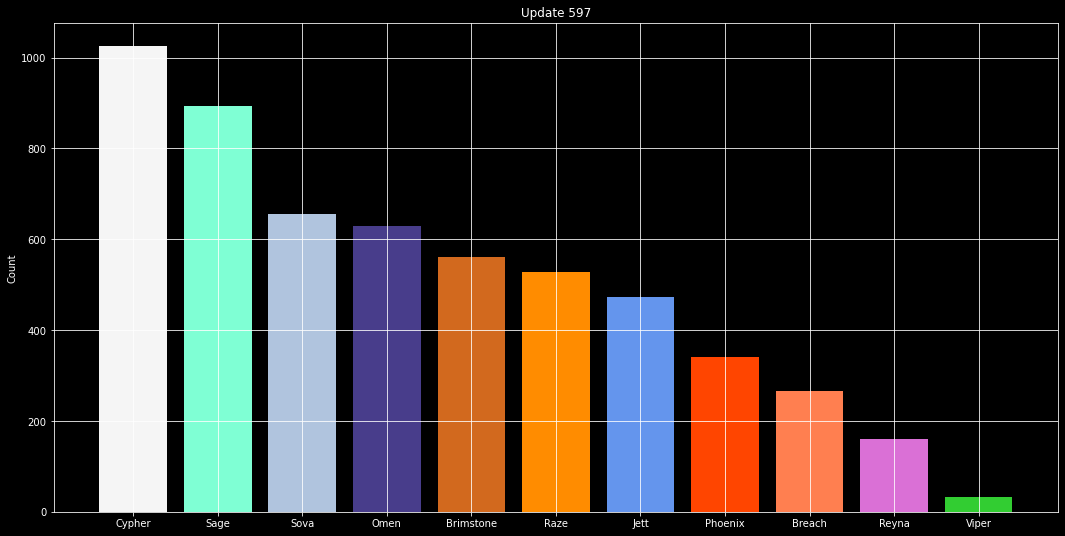 Update 597
Count
1000
800
600
400
200
0
Cypher Sage Sova Omen Brimstone Raze Jett Phoenix Breach Reyna Viper